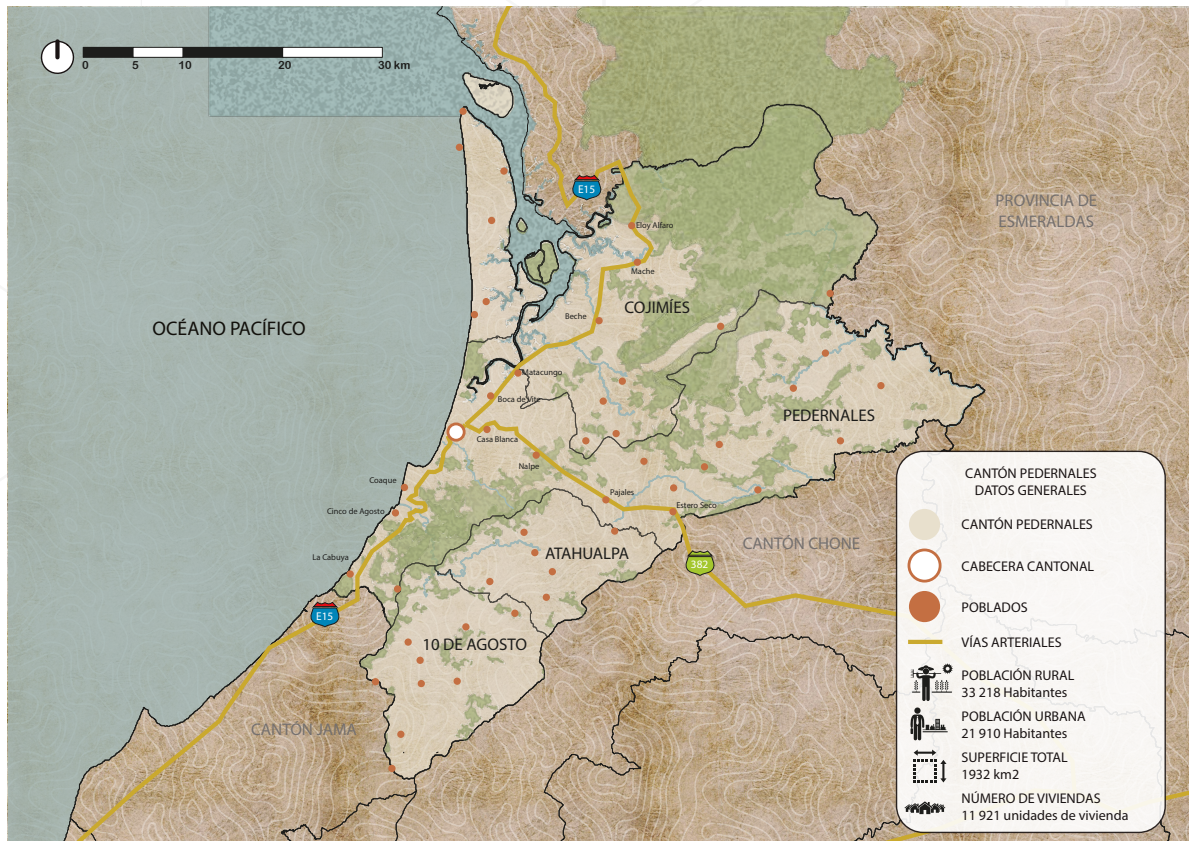 0 5 10 20 30 km
E15
PROVINCIA DE
ESMERALDAS
Eloy Alfaro
Mache
COJIMÍES
OCÉANO PACÍFICO
Beche
Matacungo
Boca de Vite
PEDERNALES
Casa Blanca
Nalpe
Coaque
Pajales
Cinco de Agosto
Estero Seco
CANTÓN CHONE
ATAHUALPA
La Cabuya
382
E15
10 DE AGOSTO
CANTÓN JAMA
CANTÓN PEDERNALES
DATOS GENERALES
CANTÓN PEDERNALES
CABECERA CANTONAL
POBLADOS
VÍAS ARTERIALES
POBLACIÓN RURAL
33 218 Habitantes
POBLACIÓN URBANA
21 910 Habitantes
SUPERFICIE TOTAL
1932 km2
NÚMERO DE VIVIENDAS
11 921 unidades de vivienda